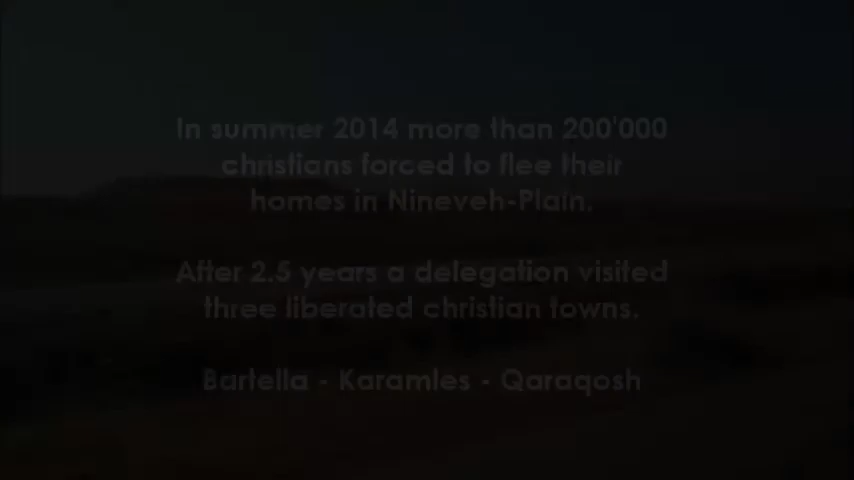 In summer 2014 more than 200'000
christians forced to flee their
homes in Nineveh-Plain.
After 2.5 years a delegation visited
three liberated christian towns.
Bartella - Karamles - Qaraqosh